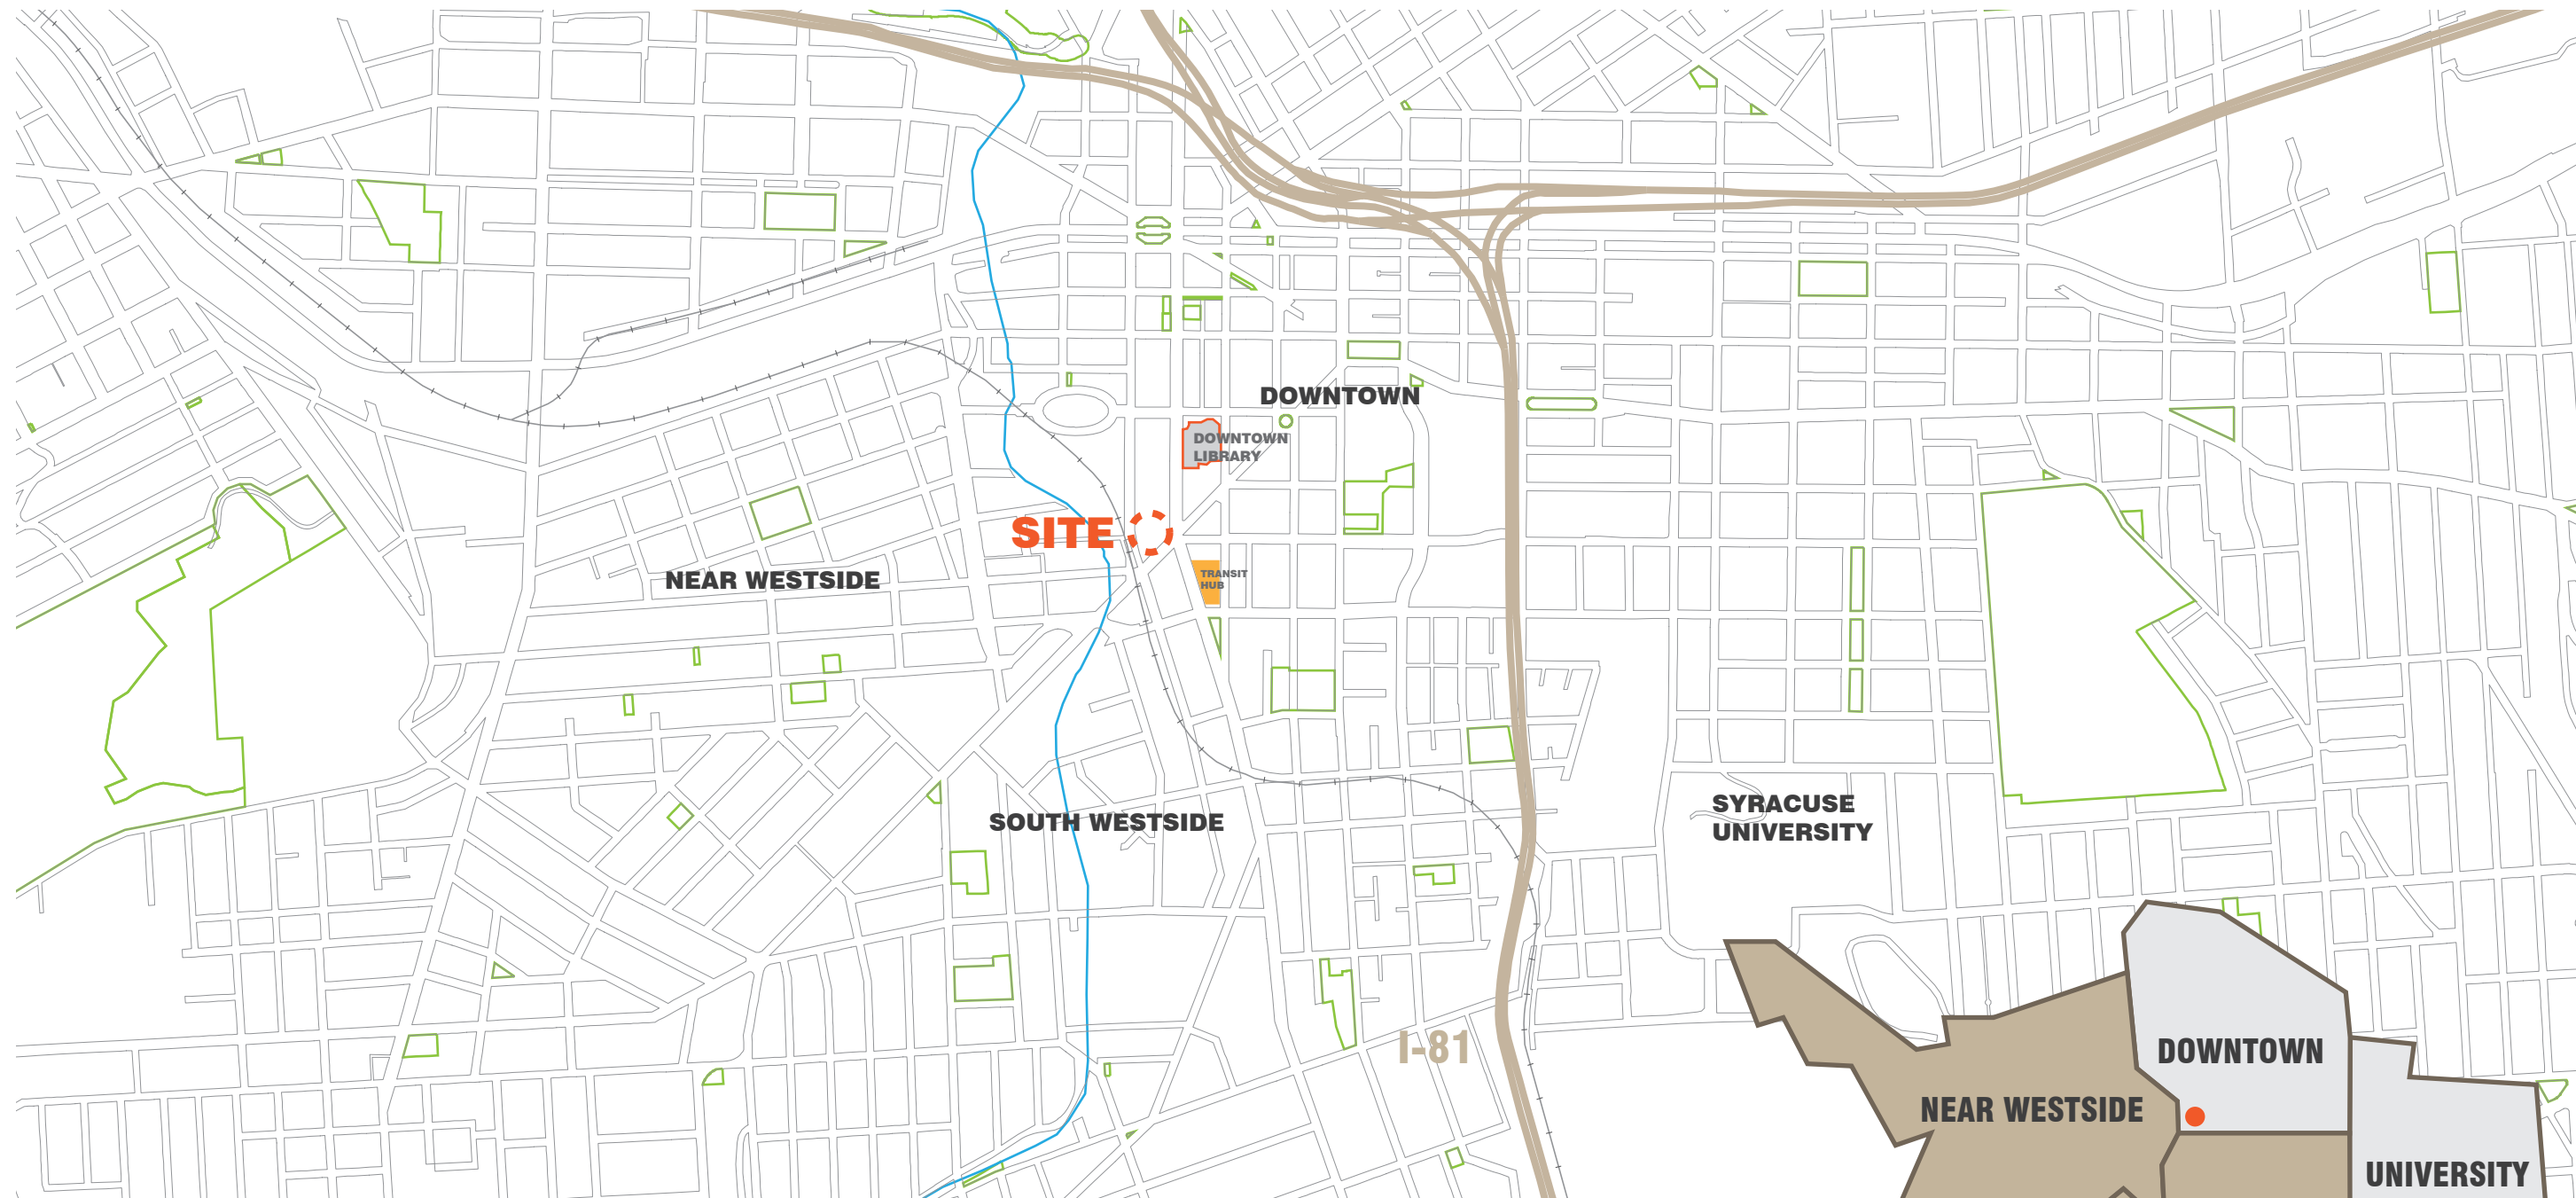 DOWNTOWN
DOWNTOWN
LIBRARY
SITE
TRANSIT
HUB
NEAR WESTSIDE
SOUTH WESTSIDE
SYRACUSE
UNIVERSITY
I-81
DOWNTOWN
NEAR WESTSIDE
UNIVERSITY